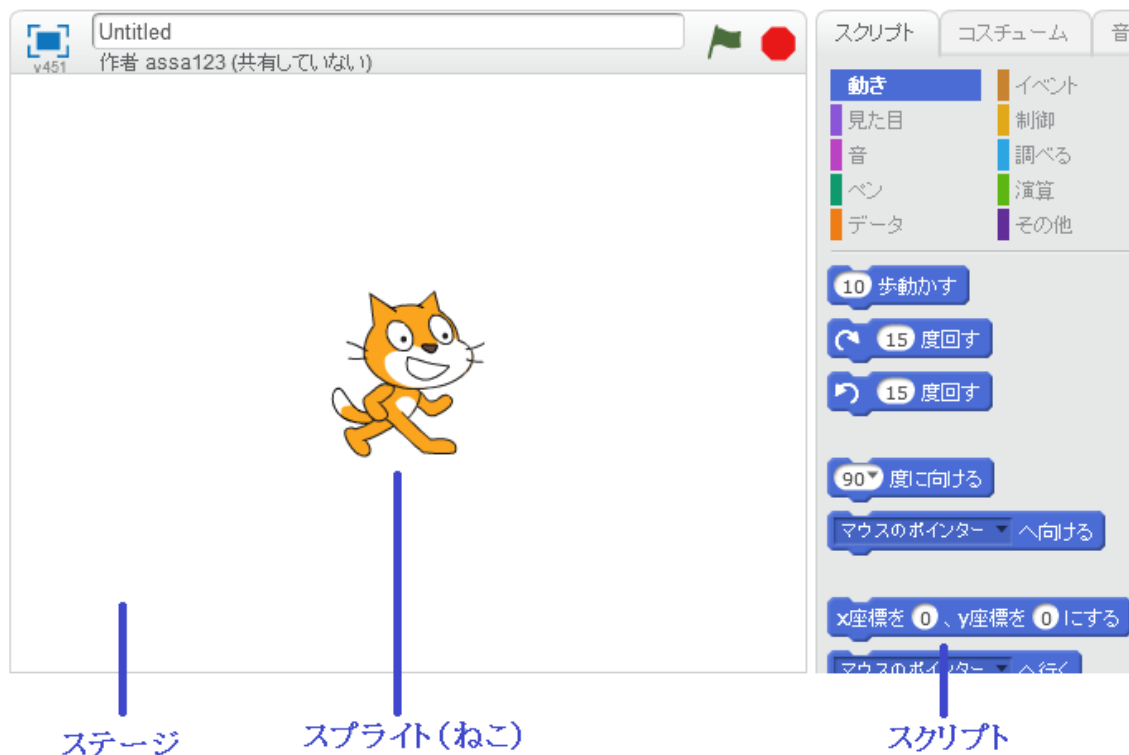 Untitled
v451
作者 assa123 (共有していない)
スクリプト
コスチューム
音
動き
イベント
見た目
制御
音
調べる
ペン
演算
データ
その他
10 歩動かす
15 度回す
15 度回す
90 度に向ける
マウスのポインター へ向ける
x座標を 0 、y座標を 0 にする
マウスのポインター へ行く
ステージ
スプライト(ねこ)
スクリプト